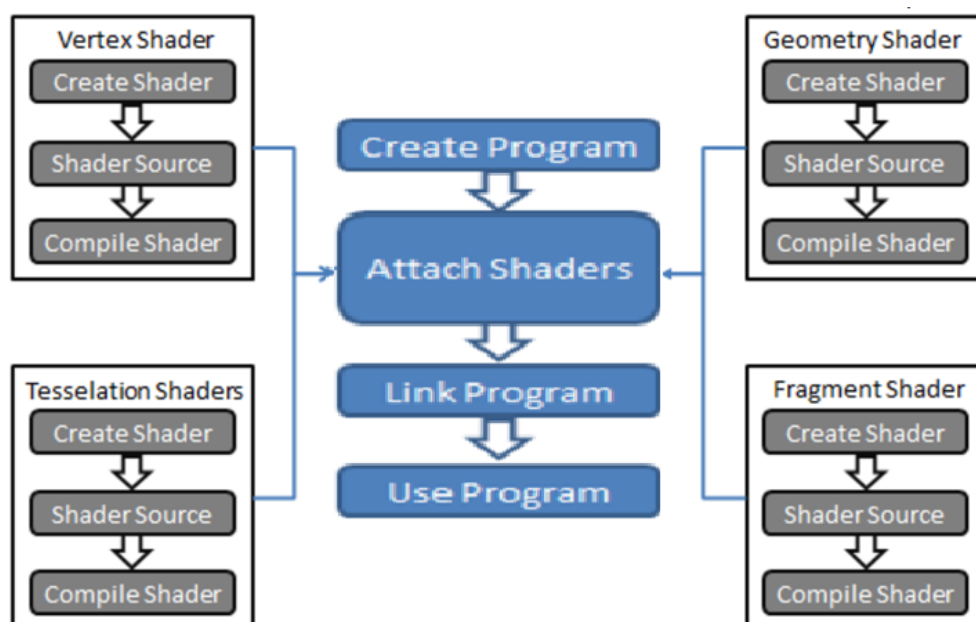 Vertex Shader
Create Shader
Shader Source
Compile Shader
Tesselation Shaders
Create Shader
Shader Source
Compile Shader
Create Program
Attach Shaders
Link Program
Use Program
Geometry Shader
Create Shader
Shader Source
Compile Shader
Fragment Shader
Create Shader
Shader Source
Compile Shader